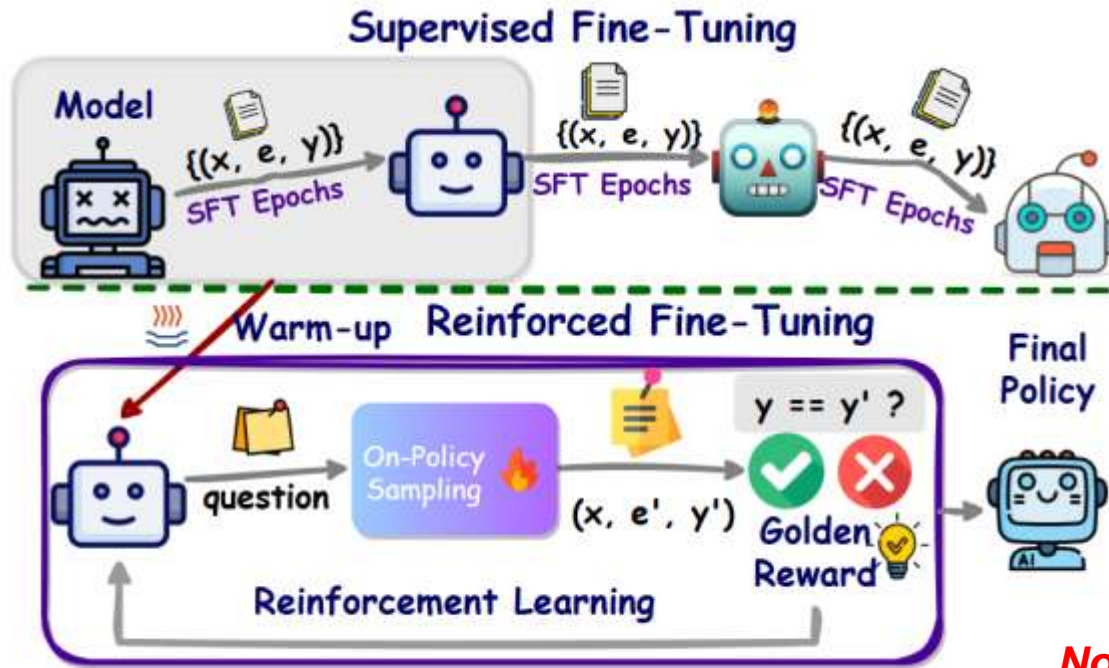 Supervised Fine-Tuning
Model
{(x, e, y)}
SFT Epochs
{(x, e, y)}
SFT Epochs
{(x, e, y)}
SFT Epochs
Warm-up
Reinforced Fine-Tuning
Final
Policy
question
On-Policy
Sampling
(x, e', y')
y == y' ?
Golden
Reward
Reinforcement Learning
AI
No